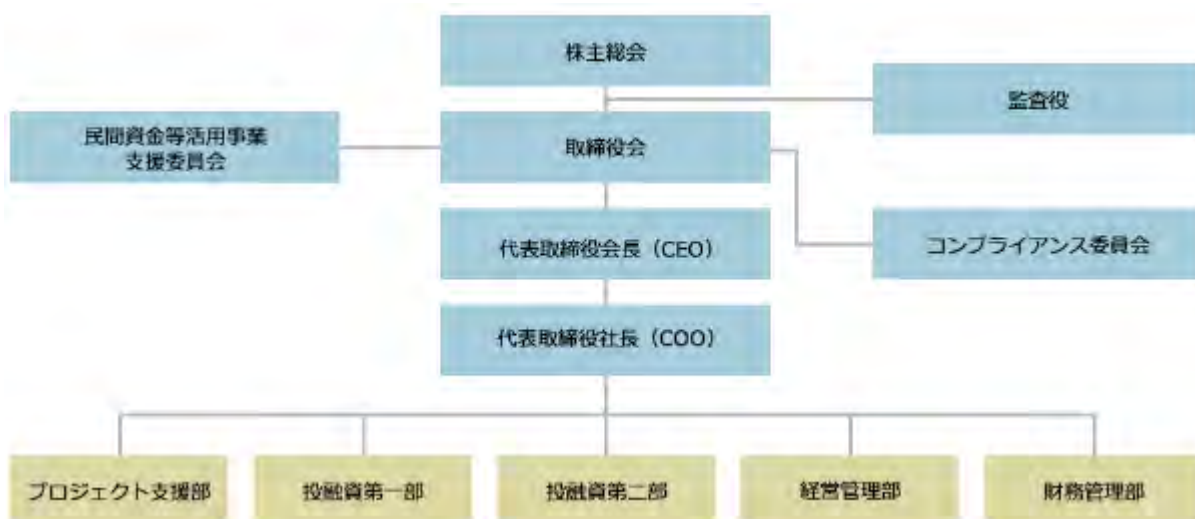 株主総会
監査役
民間資金等活用事業
支援委員会
取締役会
代表取締役会長（CEO）
コンプライアンス委員会
代表取締役社長（COO）
プロジェクト支援部
投融資第一部
投融資第二部
経営管理部
財務管理部